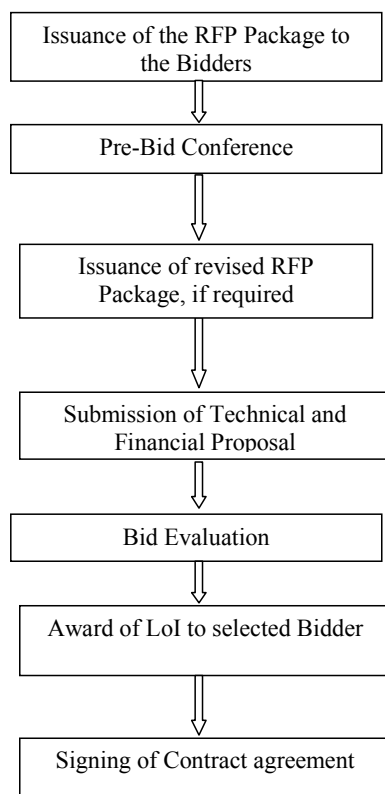 Issuance of the RFP Package to
the Bidders
Pre-Bid Conference
Issuance of revised RFP
Package, if required
Submission of Technical and
Financial Proposal
Bid Evaluation
Award of LoI to selected Bidder
Signing of Contract agreement